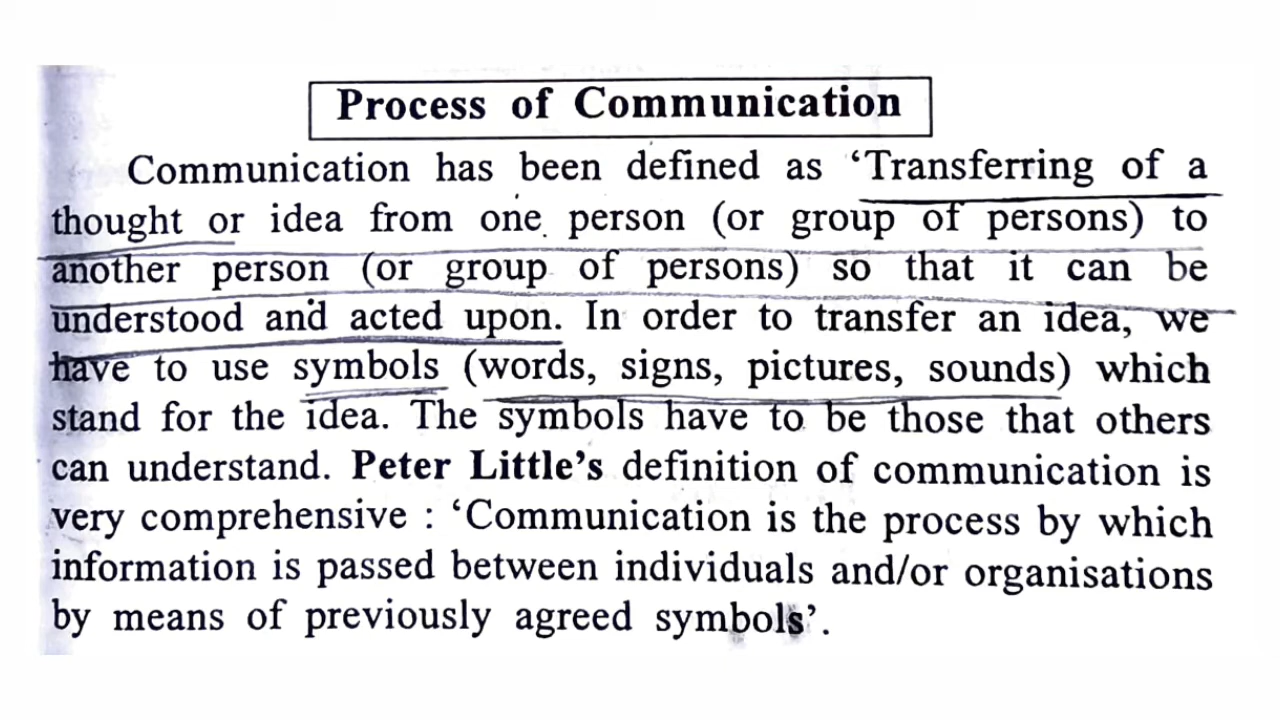 Process of Communication
Communication has been defined as ‘Transferring of a
thought or idea from one person (or group of persons) to
another person (or group of persons) so that it can be
understood and acted upon. In order to transfer an idea, we
have to use symbols (words, signs, pictures, sounds) which
stand for the idea. The symbols have to be those that others
can understand. Peter Little’s definition of communication is
very comprehensive : ‘Communication is the process by which
information is passed between individuals and/or organisations
by means of previously agreed symbols’.